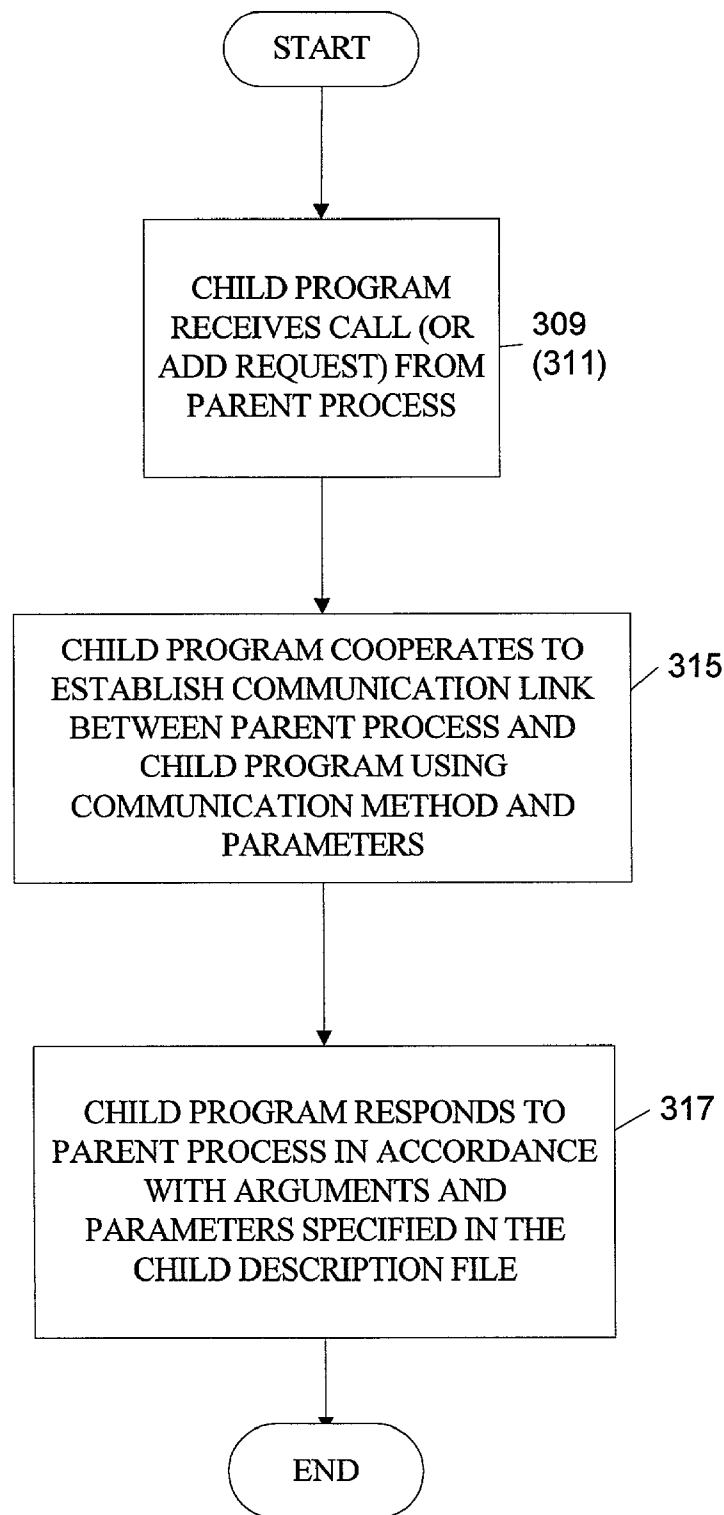 START
CHILD PROGRAM
RECEIVES CALL (OR
ADD REQUEST) FROM
PARENT PROCESS
309
(311)
CHILD PROGRAM COOPERATES TO
ESTABLISH COMMUNICATION LINK
BETWEEN PARENT PROCESS AND
CHILD PROGRAM USING
COMMUNICATION METHOD AND
PARAMETERS
315
CHILD PROGRAM RESPONDS TO
PARENT PROCESS IN ACCORDANCE
WITH ARGUMENTS AND
PARAMETERS SPECIFIED IN THE
CHILD DESCRIPTION FILE
317
END